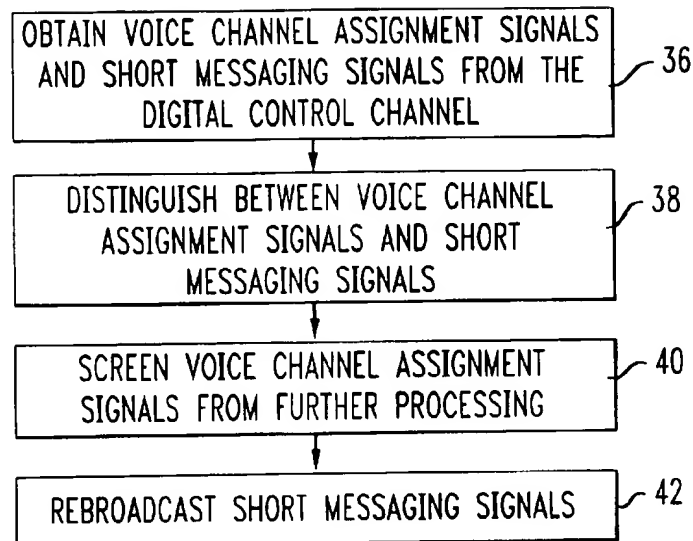 OBTAIN VOICE CHANNEL ASSIGNMENT SIGNALS
AND SHORT MESSAGING SIGNALS FROM THE
DIGITAL CONTROL CHANNEL
36
DISTINGUISH BETWEEN VOICE CHANNEL
ASSIGNMENT SIGNALS AND SHORT
MESSAGING SIGNALS
38
SCREEN VOICE CHANNEL ASSIGNMENT
SIGNALS FROM FURTHER PROCESSING
40
REBROADCAST SHORT MESSAGING SIGNALS
42